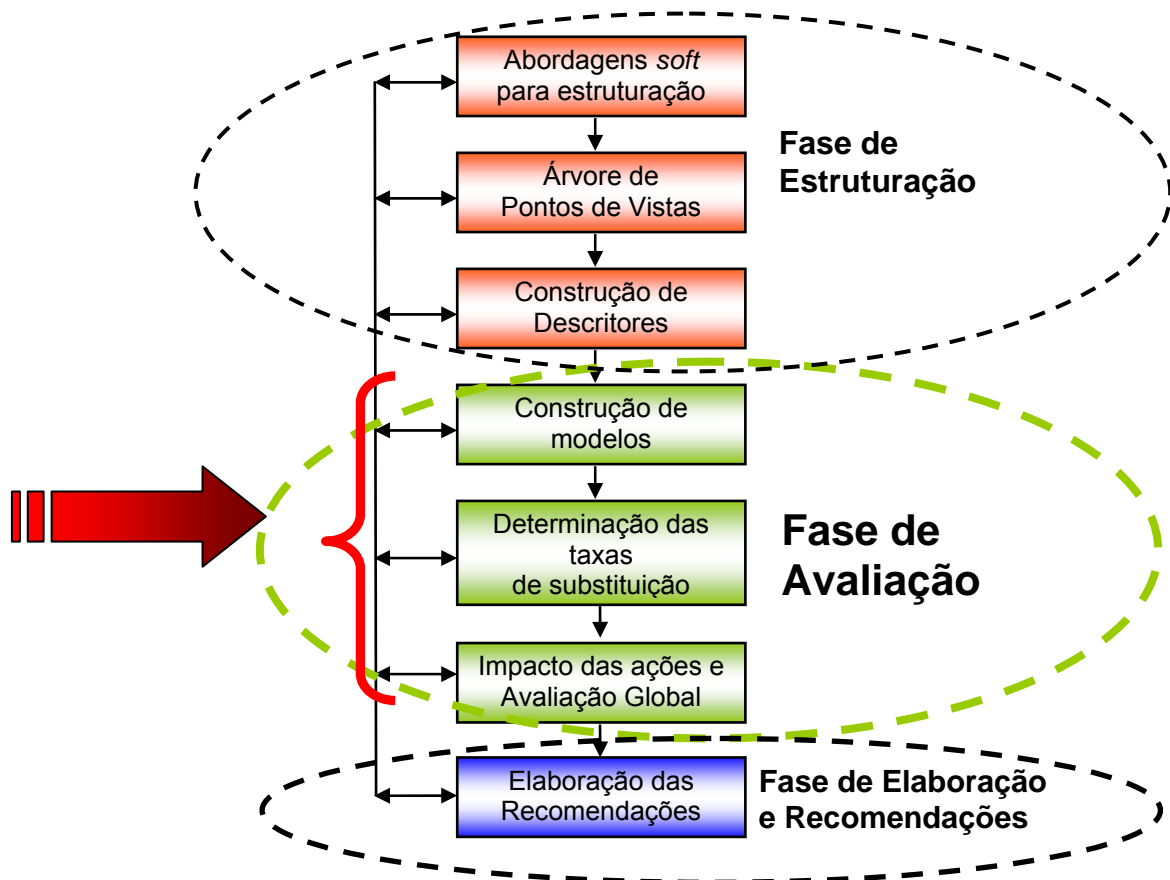 Abordagens soft
para estruturação
Fase de
Estruturação
Árvore de
Pontos de Vistas
Construção de
Descritores
Construção de
modelos
Determinação das
taxas
de substituição
Fase de
Avaliação
Impacto das ações e
Avaliação Global
Elaboração das
Recomendações
Fase de Elaboração
e Recomendações